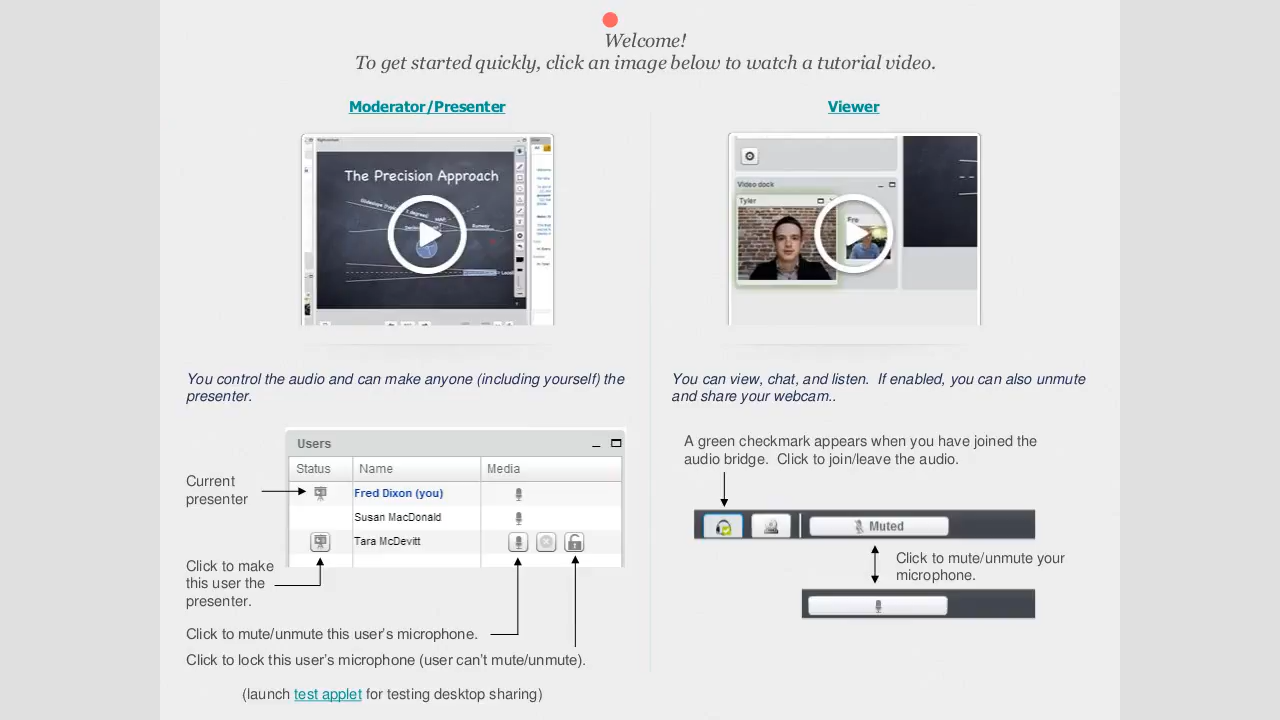 Welcome!
To get started quickly, click an image below to watch a tutorial video.
Moderator/Presenter
The Precision Approach
Runway
You control the audio and can make anyone (including yourself) the
presenter.
Users
Status Name Media
Current
presenter
Fred Dixon (you)
Susan MacDonald
Tara McDevitt
Click to make
this user the
presenter.
Click to mute/unmute this user's microphone.
Click to lock this user's microphone (user can't mute/unmute).
(launch test applet for testing desktop sharing)
Viewer
Video dock
Tyler
Fre
You can view, chat, and listen.  If enabled, you can also unmute
and share your webcam..
A green checkmark appears when you have joined the
audio bridge.  Click to join/leave the audio.
Muted
Click to mute/unmute your
microphone.